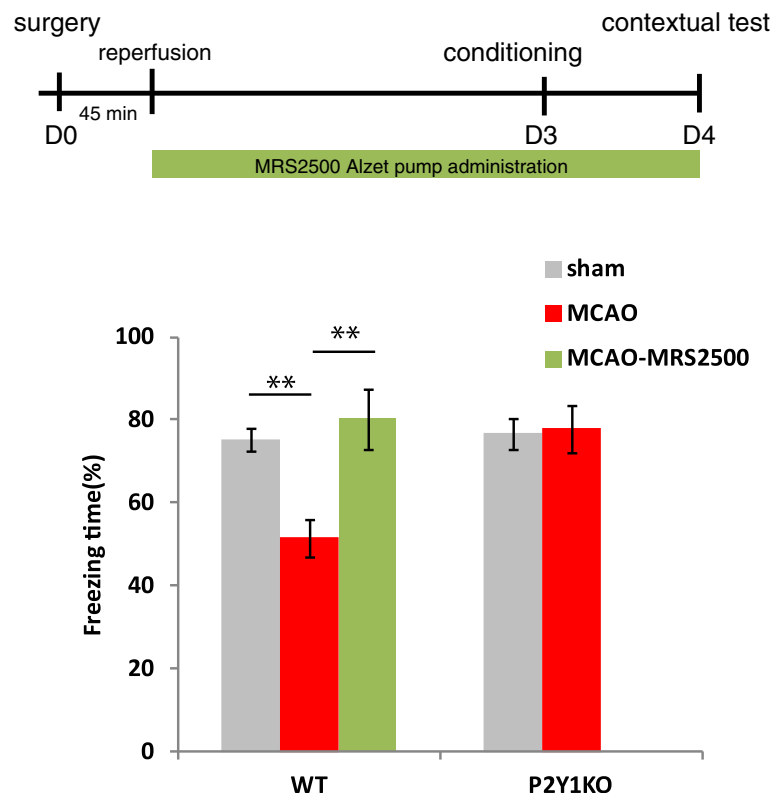 surgery
contextual test
reperfusion
conditioning
45 min
D0
D3
D4
MRS2500 Alzet pump administration
sham
MCAO
MCAO-MRS2500
**
**
100
80
60
40
20
0
Freezing time(%)
WT
P2Y1KO